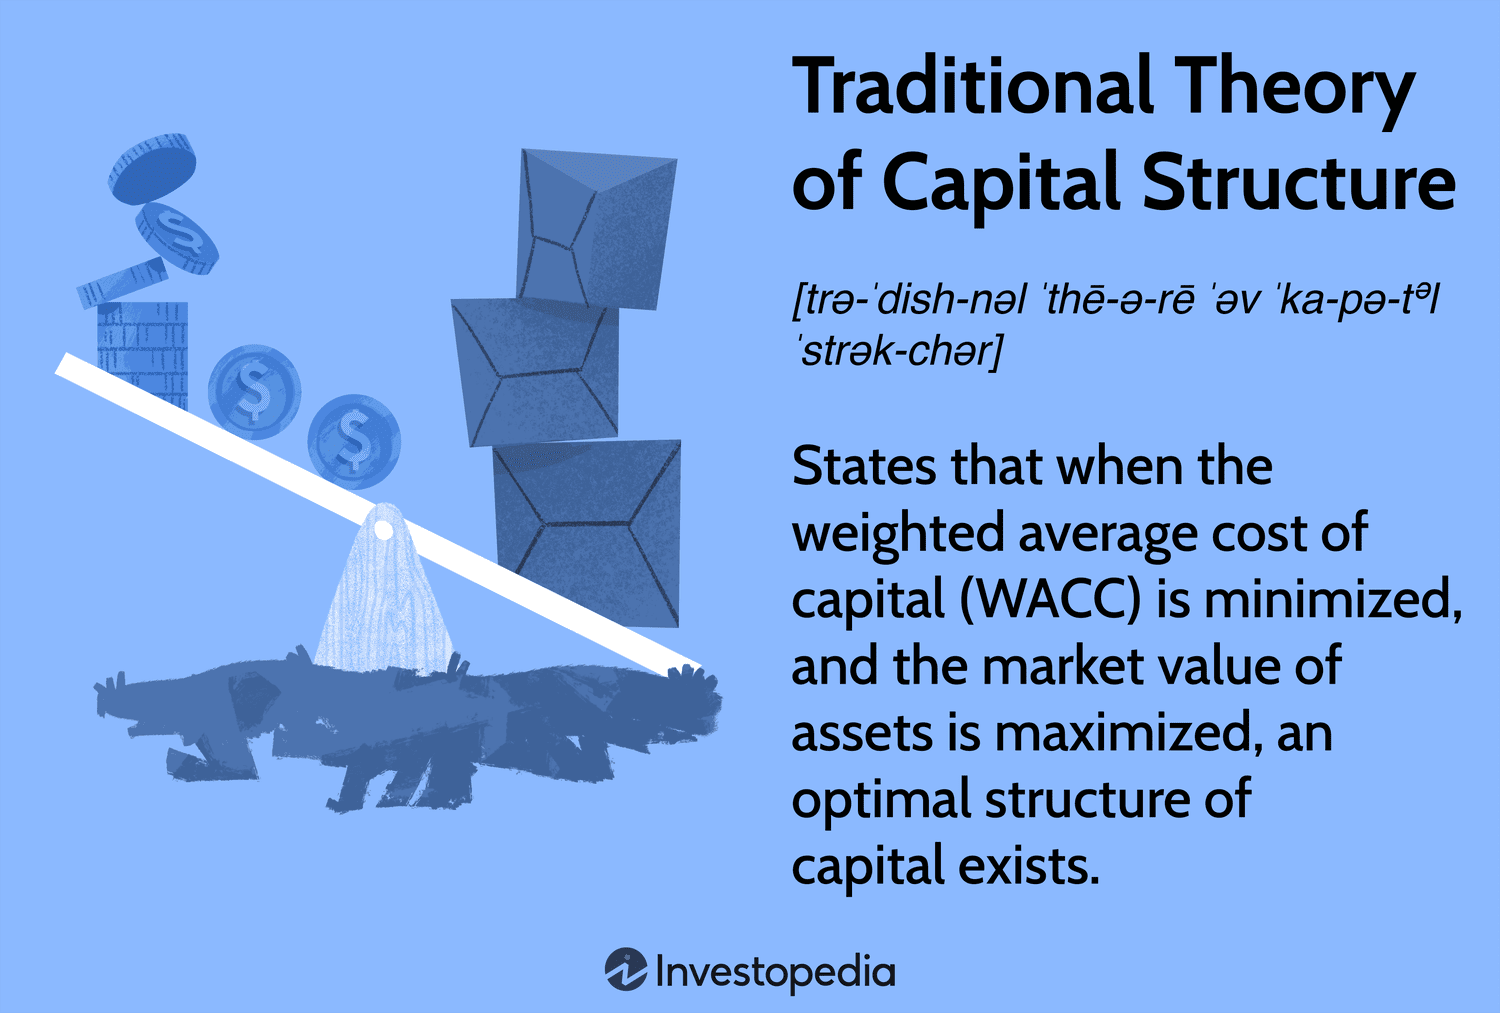 Traditional Theory
of Capital Structure
[trə-ˈdish-nəl ˈthē-ə-rē ˈəv ˈka-pə-tᵊl
ˈstrək-chər]
States that when the
weighted average cost of
capital (WACC) is minimized,
and the market value of
assets is maximized, an
optimal structure of
capital exists.
$
$
$
Investopedia